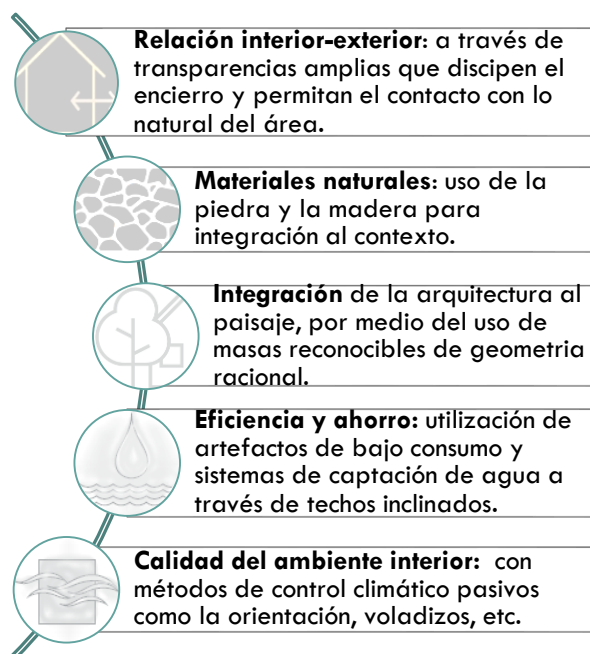 Relación interior-exterior: a través de
transparencias amplias que discipen el
encierro y permitan el contacto con lo
natural del área.
Materiales naturales: uso de la
piedra y la madera para
integración al contexto.
Integración de la arquitectura al
paisaje, por medio del uso de
masas reconocibles de geometria
racional.
Eficiencia y ahorro: utilización de
artefactos de bajo consumo y
sistemas de captación de agua a
través de techos inclinados.
Calidad del ambiente interior: con
métodos de control climático pasivos
como la orientación, voladizos, etc.